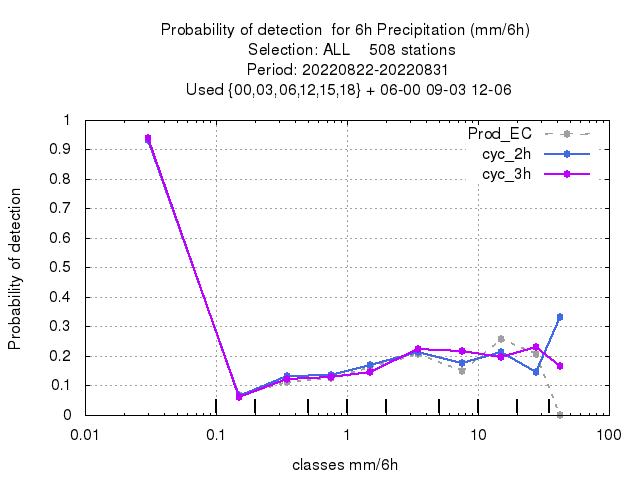 Probability of detection  for 6h Precipitation (mm/6h)
Selection: ALL    508 stations
Period: 20220822-20220831
Used {00,03,06,12,15,18} + 06-00 09-03 12-06
Prod_EC
cyc_2h
cyc_3h
1
0.9
0.8
0.7
0.6
0.5
0.4
0.3
0.2
0.1
0
Probability of detection
0.01 0.1 1 10 100
classes mm/6h